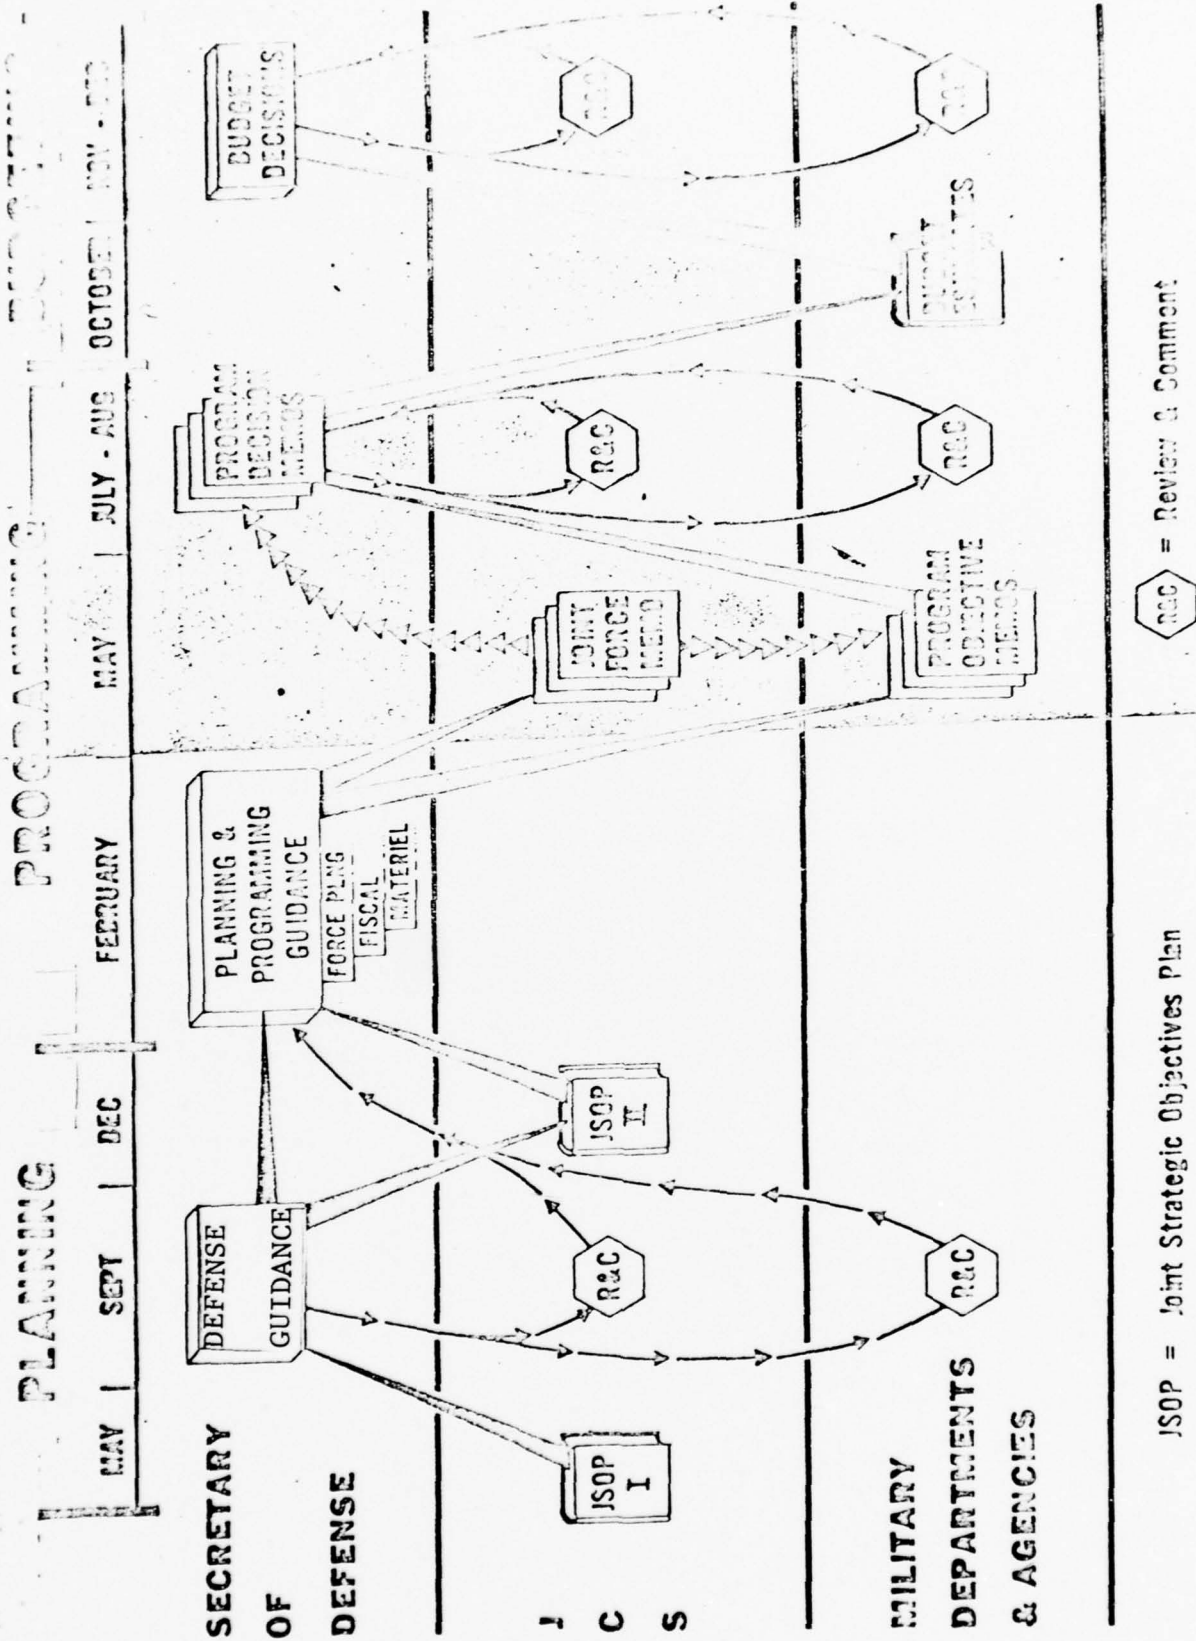 PLANNING
PROGRAMMING
MAY | SEPT | DEC
FEBRUARY
MAY | JULY - AUG | OCTOBER | NOV - DEC
SECRETARY
OF
DEFENSE
DEFENSE
GUIDANCE
PLANNING &
PROGRAMMING
GUIDANCE
FORCE PLNG
FISCAL
MATERIEL
PROGRAM
DECISION
MEMOS
BUDGET
DECISIONS
J
C
S
JSOP
I
R&C
JSOP
II
JOINT
FORCE
MEMO
R&C
R&C
MILITARY
DEPARTMENTS
& AGENCIES
R&C
PROGRAM
OBJECTIVE
MEMOS
R&C
R&C
JSOP = Joint Strategic Objectives Plan
R&C = Review & Comment